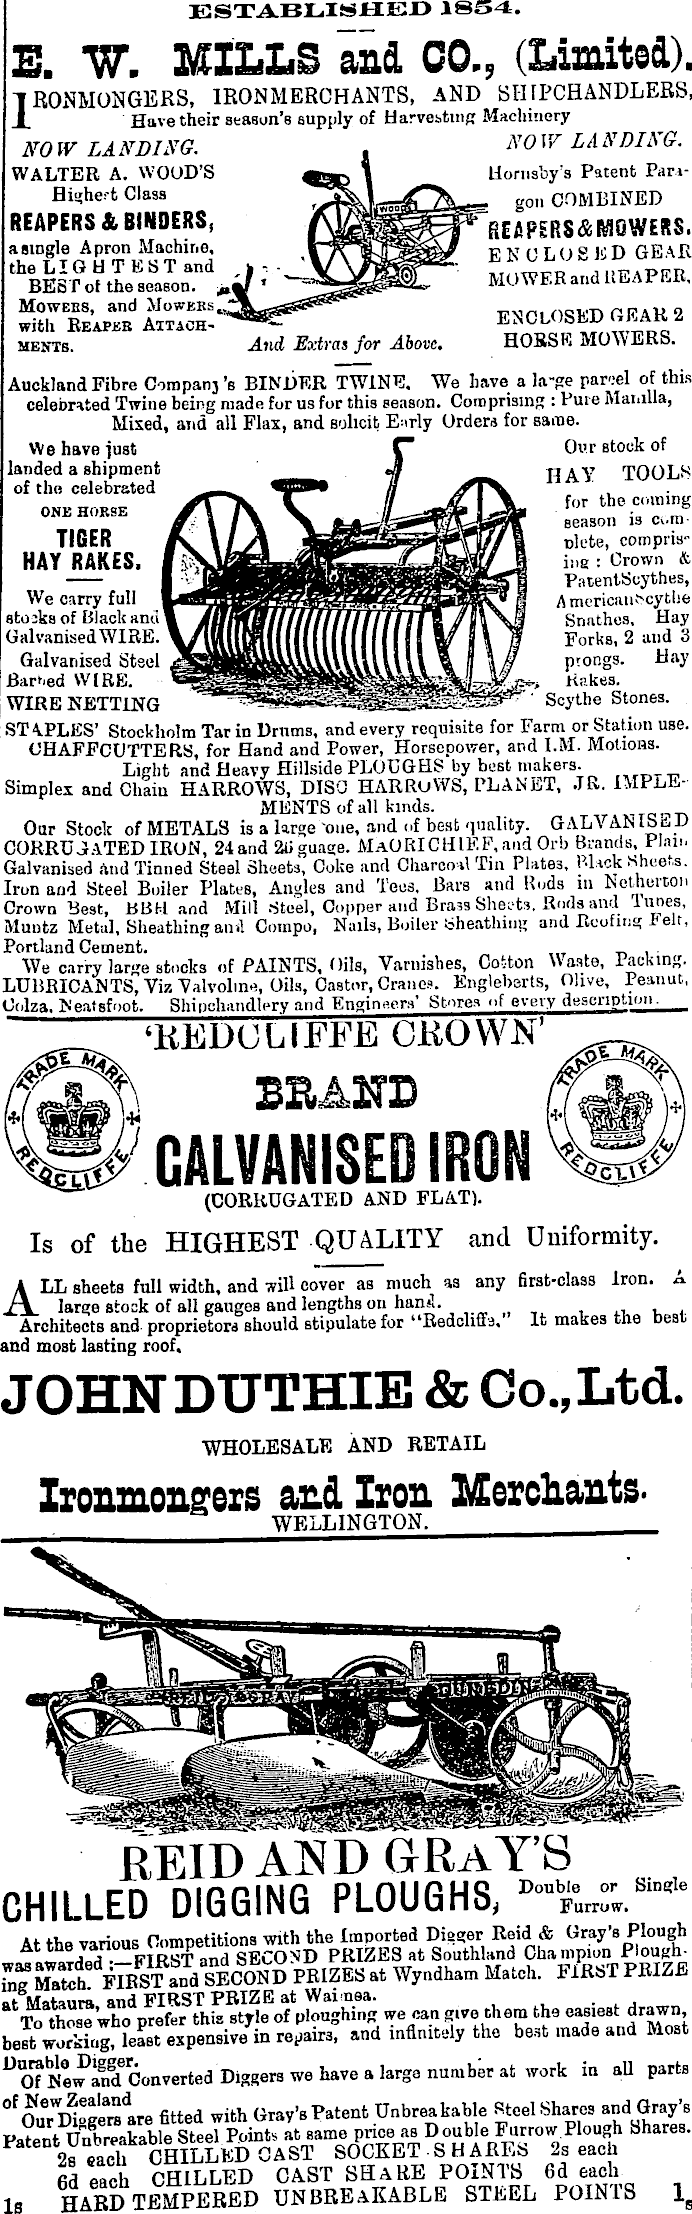 ESTABLISHED 1854.
E. W. MILLS and CO., (Limited).
IRONMONGERS, IRONMERCHANTS, AND SHIPCHANDLERS,
Have their season's supply of Harvesting Machinery
NOW LANDING.
WALTER A. WOOD'S
Highest Class
REAPERS & BINDERS,
a single Apron Machine,
the LIGHTEST and
BEST of the season.
MOWERS, and MOWERS
with REAPER ATTACH-
MENTS.
WOOD
And Extras for Above.
NOW LANDING.
Hornsby's Patent Para-
gon COMBINED
REAPERS & MOWERS.
ENCLOSED GEAR
MOWER and REAPER,
ENCLOSED GEAR 2
HORSE MOWERS.
Auckland Fibre Company's BINDER TWINE. We have a large parcel of this
celebrated Twine being made for us for this season. Comprising : Pure Manilla,
Mixed, and all Flax, and solicit Early Orders for same.
We have just
landed a shipment
of the celebrated
ONE HORSE
TIGER
HAY RAKES.
We carry full
stocks of Black and
Galvanised WIRE.
Galvanised Steel
Barbed WIRE.
WIRE NETTING
Our stock of
HAY TOOLS
for the coming
season is com-
plete, compris-
ing : Crown &
Patent Scythes,
American Scythe
Snathes, Hay
Forks, 2 and 3
prongs. Hay
Rakes.
Scythe Stones.
STAPLES' Stockholm Tar in Drums, and every requisite for Farm or Station use.
CHAFFCUTTERS, for Hand and Power, Horsepower, and I.M. Motions.
Light and Heavy Hillside PLOUGHS by best makers.
Simplex and Chain HARROWS, DISC HARROWS, PLANET, JR. IMPLE-
MENTS of all kinds.
Our Stock of METALS is a large one, and of best quality. GALVANISED
CORRUGATED IRON, 24 and 26 guage. MAORICHIEF, and Orb Brands, Plain
Galvanised and Tinned Steel Sheets, Coke and Charcoal Tin Plates, Black Sheets.
Iron and Steel Boiler Plates, Angles and Tees, Bars and Rods in Netherton
Crown Best, BBH and Mill Steel, Copper and Brass Sheets, Rods and Tubes,
Muntz Metal, Sheathing and Compo, Nails, Boiler Sheathing and Roofing Felt,
Portland Cement.
We carry large stocks of PAINTS, Oils, Varnishes, Cotton Waste, Packing.
LUBRICANTS, Viz Valvoline, Oils, Castor, Cranes. Engleberts, Olive, Peanut,
Colza, Neatsfoot. Shipchandlery and Engineers' Stores of every description.
'REDCLIFFE CROWN'
BRAND
TRADE MARK
REDCLIFFE
TRADE MARK
REDCLIFFE
GALVANISED IRON
(CORRUGATED AND FLAT).
Is of the HIGHEST QUALITY and Uniformity.
ALL sheets full width, and will cover as much as any first-class Iron. A
large stock of all gauges and lengths on hand.
Architects and proprietors should stipulate for "Redcliffe." It makes the best
and most lasting roof.
JOHN DUTHIE & Co., Ltd.
WHOLESALE AND RETAIL
Ironmongers and Iron Merchants.
WELLINGTON.
REID & GRAY DUNEDIN
REID AND GRAY'S
CHILLED DIGGING PLOUGHS, Double or Single
Furrow.
At the various Competitions with the Imported Digger Reid & Gray's Plough
was awarded :—FIRST and SECOND PRIZES at Southland Champion Plough-
ing Match. FIRST and SECOND PRIZES at Wyndham Match. FIRST PRIZE
at Mataura, and FIRST PRIZE at Waimea.
To those who prefer this style of ploughing we can give them the easiest drawn,
best working, least expensive in repairs, and infinitely the best made and Most
Durable Digger.
Of New and Converted Diggers we have a large number at work in all parts
of New Zealand
Our Diggers are fitted with Gray's Patent Unbreakable Steel Shares and Gray's
Patent Unbreakable Steel Points at same price as Double Furrow Plough Shares.
2s each CHILLED CAST SOCKET SHARES 2s each
6d each CHILLED CAST SHARE POINTS 6d each
1s HARD TEMPERED UNBREAKABLE STEEL POINTS 1s